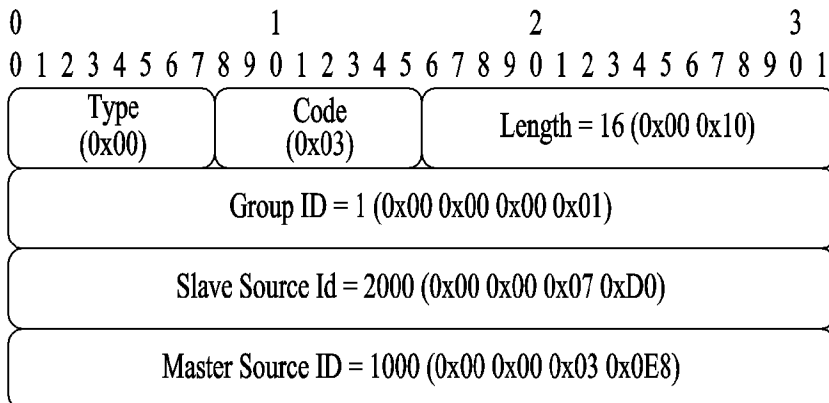 0 1 2 3
0 1 2 3 4 5 6 7 8 9 0 1 2 3 4 5 6 7 8 9 0 1 2 3 4 5 6 7 8 9 0 1
Type Code Length = 16 (0x00 0x10)
(0x00) (0x03)
Group ID = 1 (0x00 0x00 0x00 0x01)
Slave Source Id = 2000 (0x00 0x00 0x07 0xD0)
Master Source ID = 1000 (0x00 0x00 0x03 0x0E8)